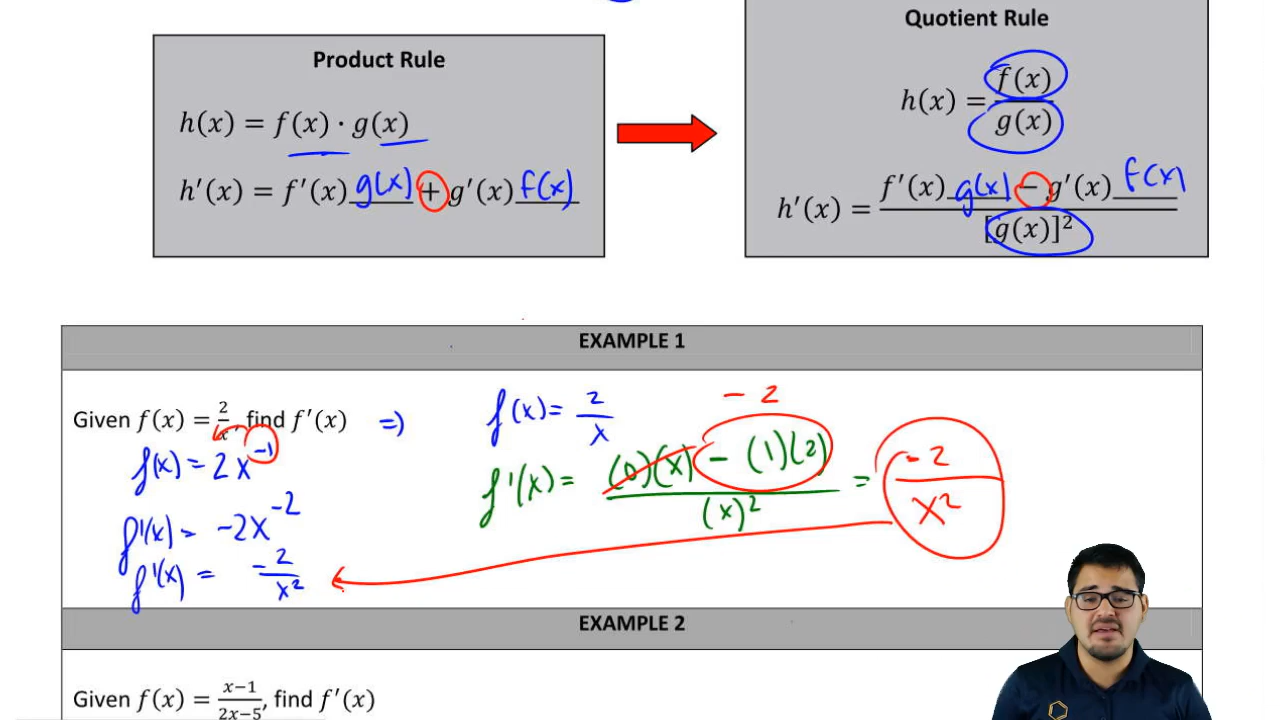 Product Rule
h(x) = f(x) · g(x)
h′(x) = f′(x) g(x) + g′(x) f(x)
Quotient Rule
h(x) = f(x)/g(x)
h′(x) = (f′(x) g(x) − g′(x) f(x))/[g(x)]²
EXAMPLE 1
Given f(x) = 2/x, find f′(x) ⇒
f(x) = 2x⁻¹
f′(x) = -2x⁻²
f′(x) = -2/x²
f(x) = 2/x
- 2
f′(x) = ((0)(x) - (1)(2))/(x)² = -2/x²
EXAMPLE 2
Given f(x) = x−1/2x−5, find f′(x)